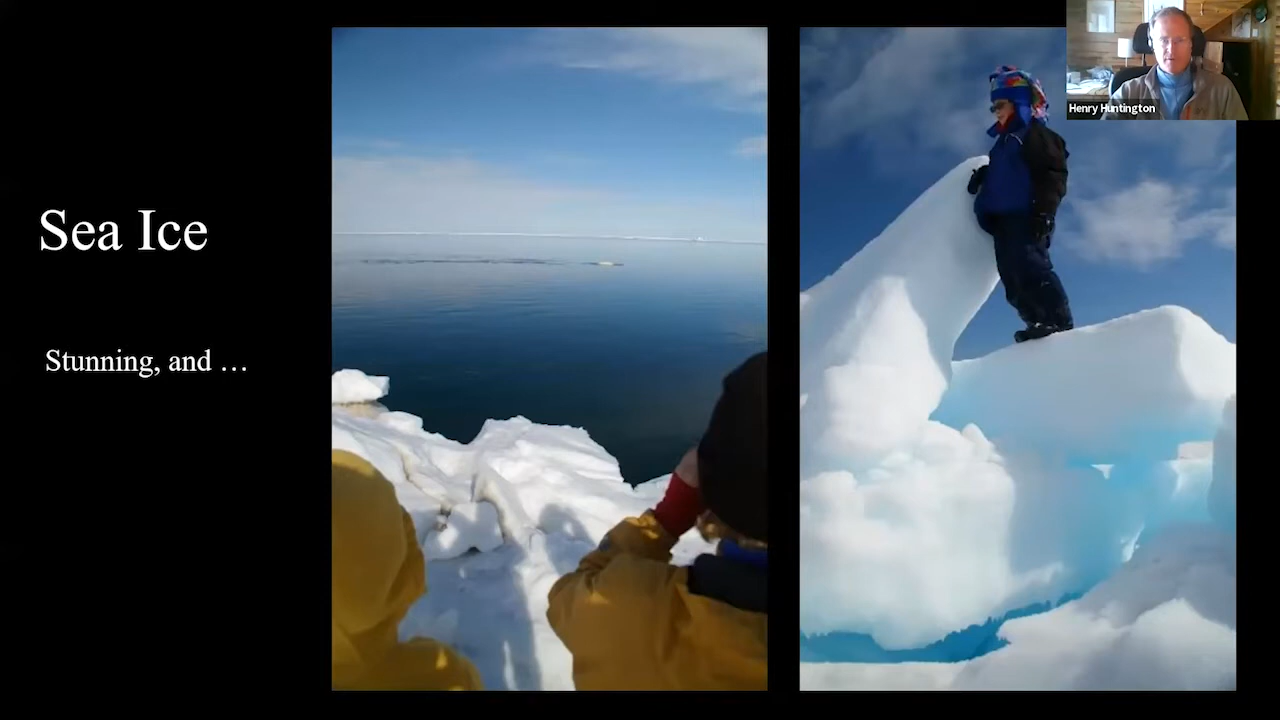 Sea Ice
Stunning, and …
Henry Huntington